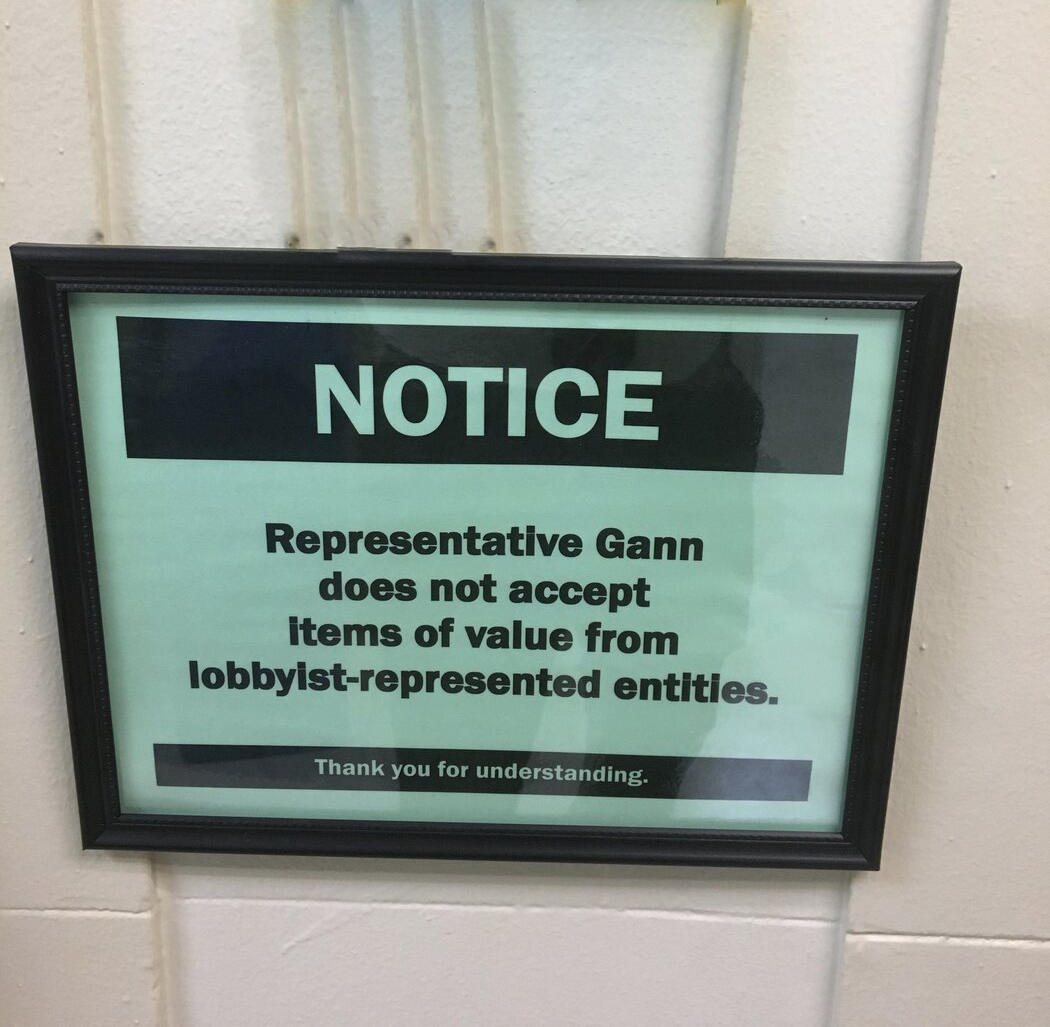 NOTICE
Representative Gann
does not accept
items of value from
lobbyist-represented entities.
Thank you for understanding.